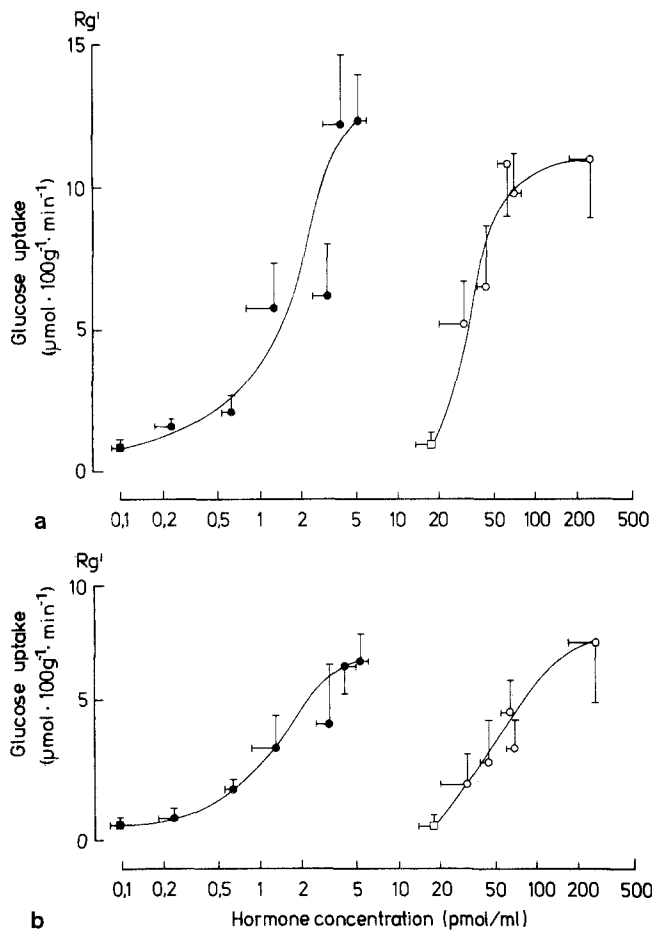 Rg'
15
10
5
0
Glucose uptake
(µmol · 100g⁻¹· min⁻¹)
0,1 0,2 0,5 1 2 5 10 20 50 100 200 500
a
Rg'
10
5
0
Glucose uptake
(µmol · 100g⁻¹· min⁻¹)
0,1 0,2 0,5 1 2 5 10 20 50 100 200 500
b Hormone concentration (pmol/ml)